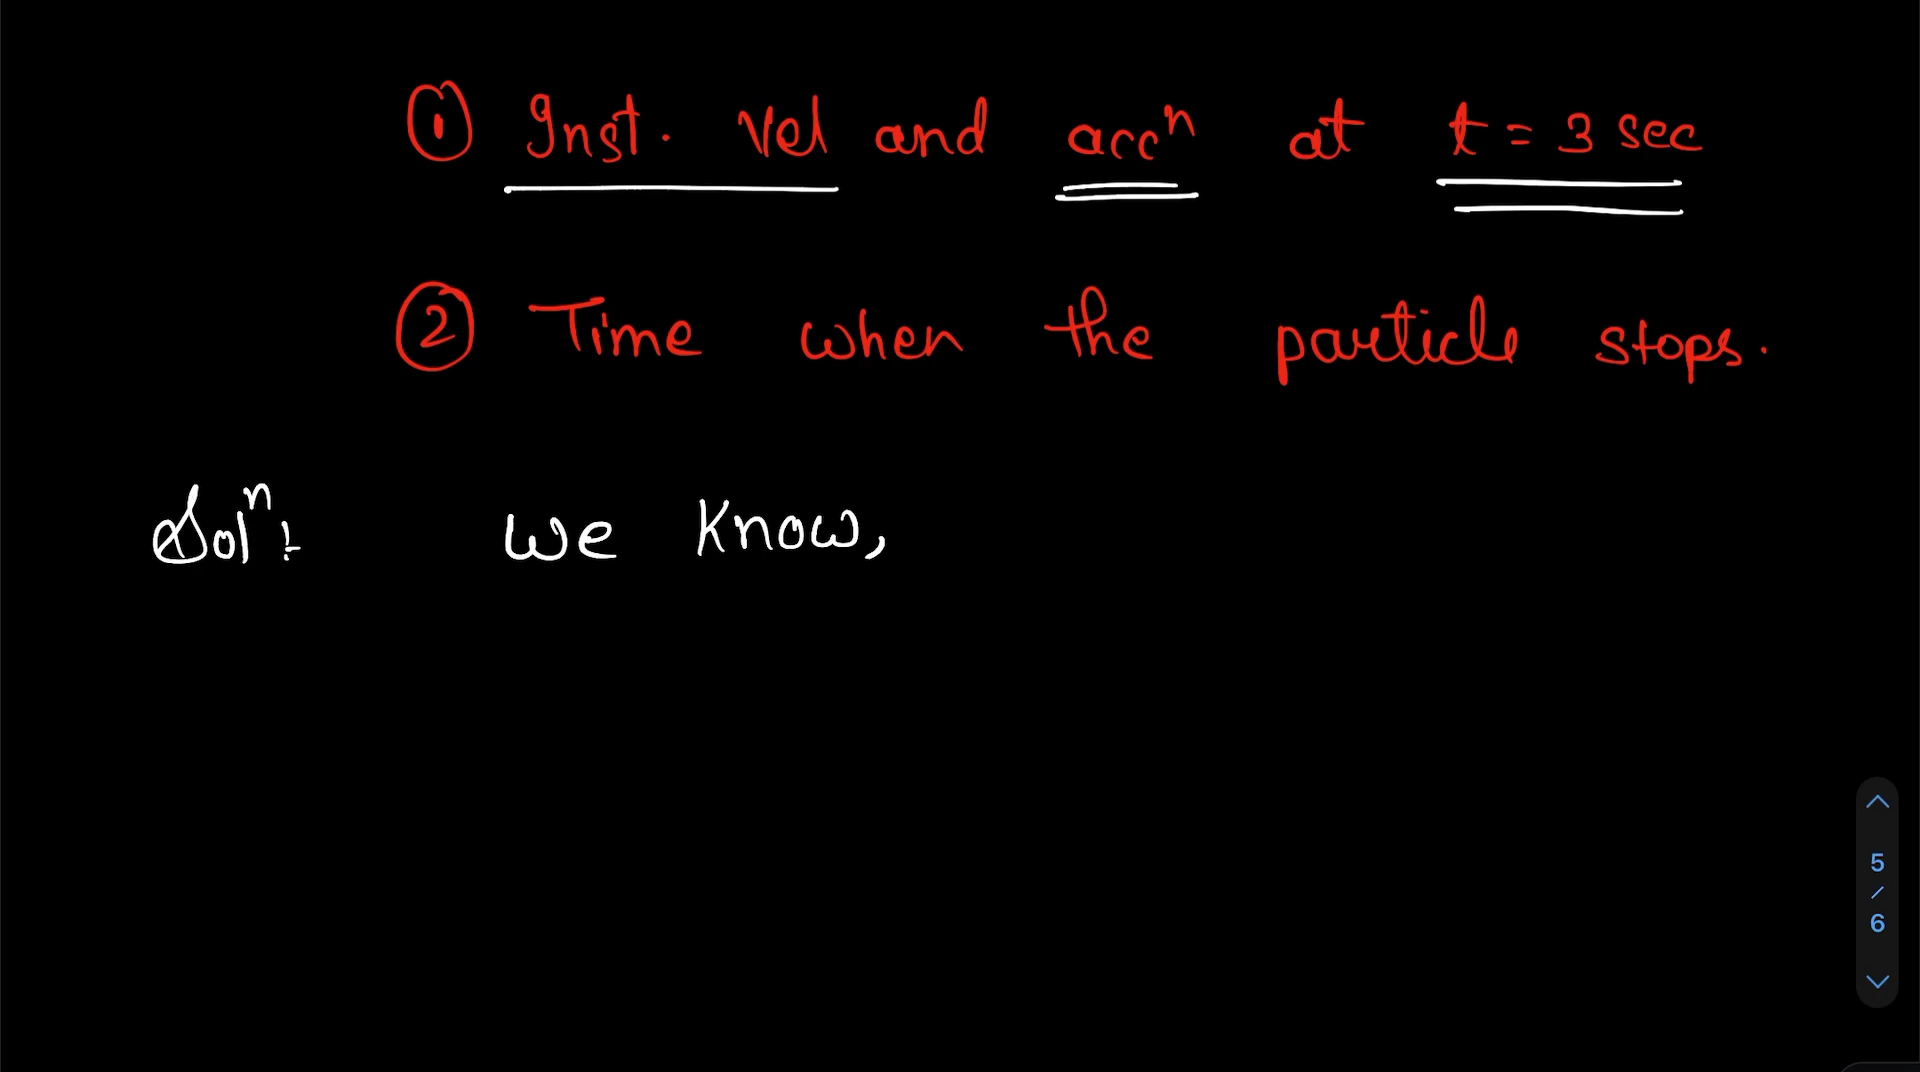 ① Inst. Vel and accⁿ at t = 3 sec
② Time when the particle stops.
Solⁿ: We Know,
5
/
6